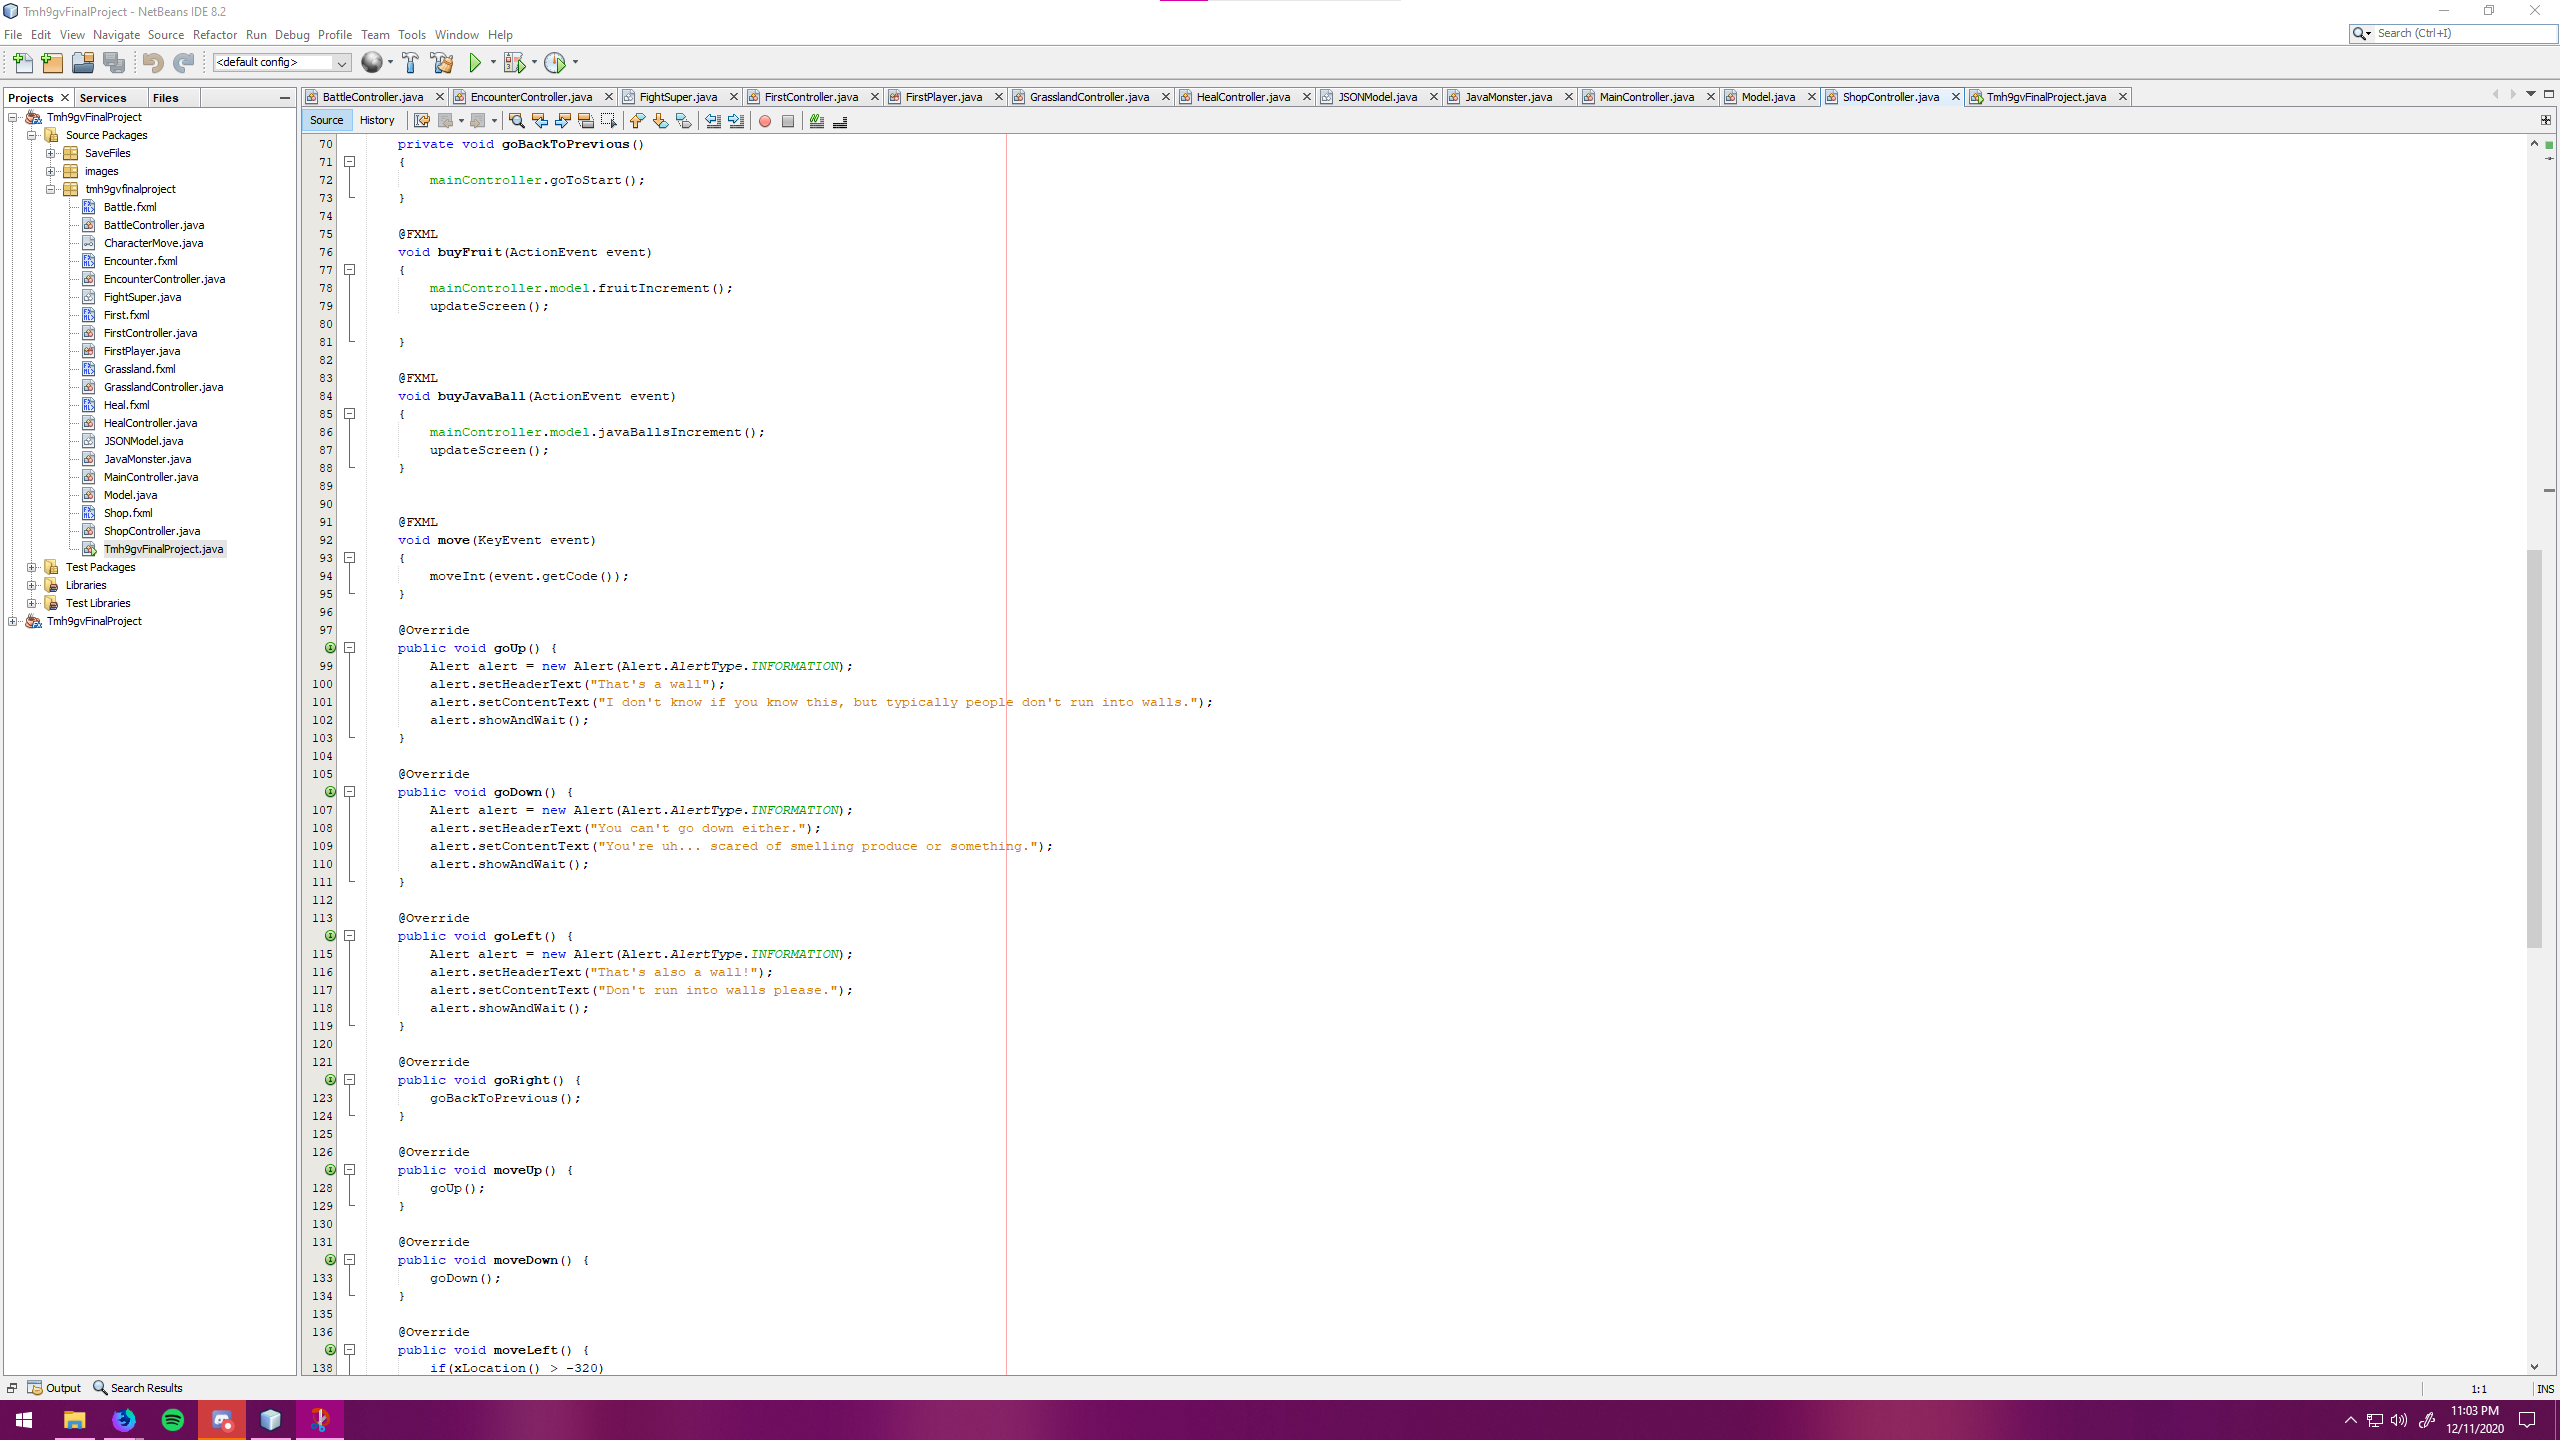 Tmh9gvFinalProject - NetBeans IDE 8.2
File Edit View Navigate Source Refactor Run Debug Profile Team Tools Window Help
Search (Ctrl+I)
<default config>
Projects Services Files
BattleController.java EncounterController.java FightSuper.java FirstController.java FirstPlayer.java GrasslandController.java HealController.java JSONModel.java JavaMonster.java MainController.java Model.java ShopController.java Tmh9gvFinalProject.java
Source History
Tmh9gvFinalProject
Source Packages
SaveFiles
images
tmh9gvfinalproject
Battle.fxml
BattleController.java
CharacterMove.java
Encounter.fxml
EncounterController.java
FightSuper.java
First.fxml
FirstController.java
FirstPlayer.java
Grassland.fxml
GrasslandController.java
Heal.fxml
HealController.java
JSONModel.java
JavaMonster.java
MainController.java
Model.java
Shop.fxml
ShopController.java
Tmh9gvFinalProject.java
Test Packages
Libraries
Test Libraries
Tmh9gvFinalProject
70 private void goBackToPrevious()
71 {
72 mainController.goToStart();
73 }
74
75 @FXML
76 void buyFruit(ActionEvent event)
77 {
78 mainController.model.fruitIncrement();
79 updateScreen();
80
81 }
82
83 @FXML
84 void buyJavaBall(ActionEvent event)
85 {
86 mainController.model.javaBallsIncrement();
87 updateScreen();
88 }
89
90
91 @FXML
92 void move(KeyEvent event)
93 {
94 moveInt(event.getCode());
95 }
96
97 @Override
public void goUp() {
99 Alert alert = new Alert(Alert.AlertType.INFORMATION);
100 alert.setHeaderText("That's a wall");
101 alert.setContentText("I don't know if you know this, but typically people don't run into walls.");
102 alert.showAndWait();
103 }
104
105 @Override
public void goDown() {
107 Alert alert = new Alert(Alert.AlertType.INFORMATION);
108 alert.setHeaderText("You can't go down either.");
109 alert.setContentText("You're uh... scared of smelling produce or something.");
110 alert.showAndWait();
111 }
112
113 @Override
public void goLeft() {
115 Alert alert = new Alert(Alert.AlertType.INFORMATION);
116 alert.setHeaderText("That's also a wall!");
117 alert.setContentText("Don't run into walls please.");
118 alert.showAndWait();
119 }
120
121 @Override
public void goRight() {
123 goBackToPrevious();
124 }
125
126 @Override
public void moveUp() {
128 goUp();
129 }
130
131 @Override
public void moveDown() {
133 goDown();
134 }
135
136 @Override
public void moveLeft() {
138 if(xLocation() > -320)
Output Search Results
1:1 INS
11:03 PM
12/11/2020